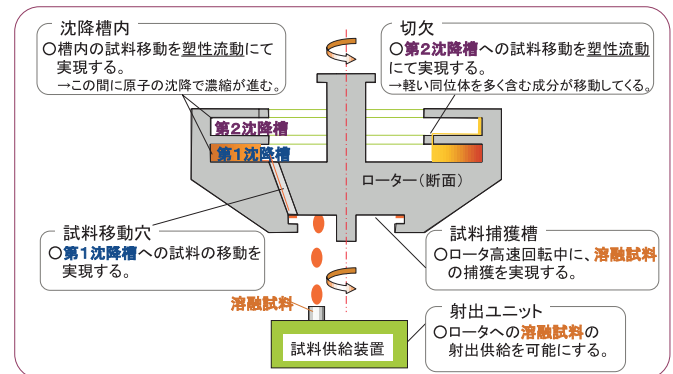 沈降槽内
○槽内の試料移動を塑性流動にて
実現する。
→この間に原子の沈降で濃縮が進む。
切欠
○第2沈降槽への試料移動を塑性流動
にて実現する。
→軽い同位体を多く含む成分が移動してくる。
第2沈降槽
第1沈降槽
ローター(断面)
試料移動穴
○第1沈降槽への試料の移動を
実現する。
試料捕獲槽
○ロータ高速回転中に、溶融試料
の捕獲を実現する。
溶融試料
試料供給装置
射出ユニット
○ロータへの溶融試料の
射出供給を可能にする。